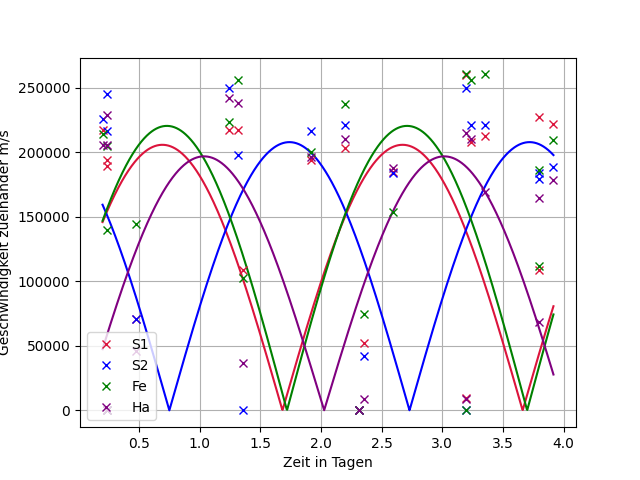 Geschwindigkeit zueinander m/s
250000
200000
150000
100000
50000
0
S1
S2
Fe
Ha
0.5 1.0 1.5 2.0 2.5 3.0 3.5 4.0
Zeit in Tagen